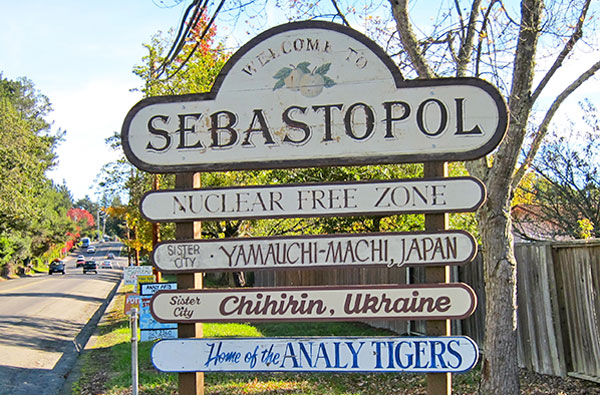 WELCOME TO
SEBASTOPOL
NUCLEAR FREE ZONE
SISTER CITY · YAMAUCHI-MACHI, JAPAN
Sister City Chihirin, Ukraine
Home of the ANALY TIGERS